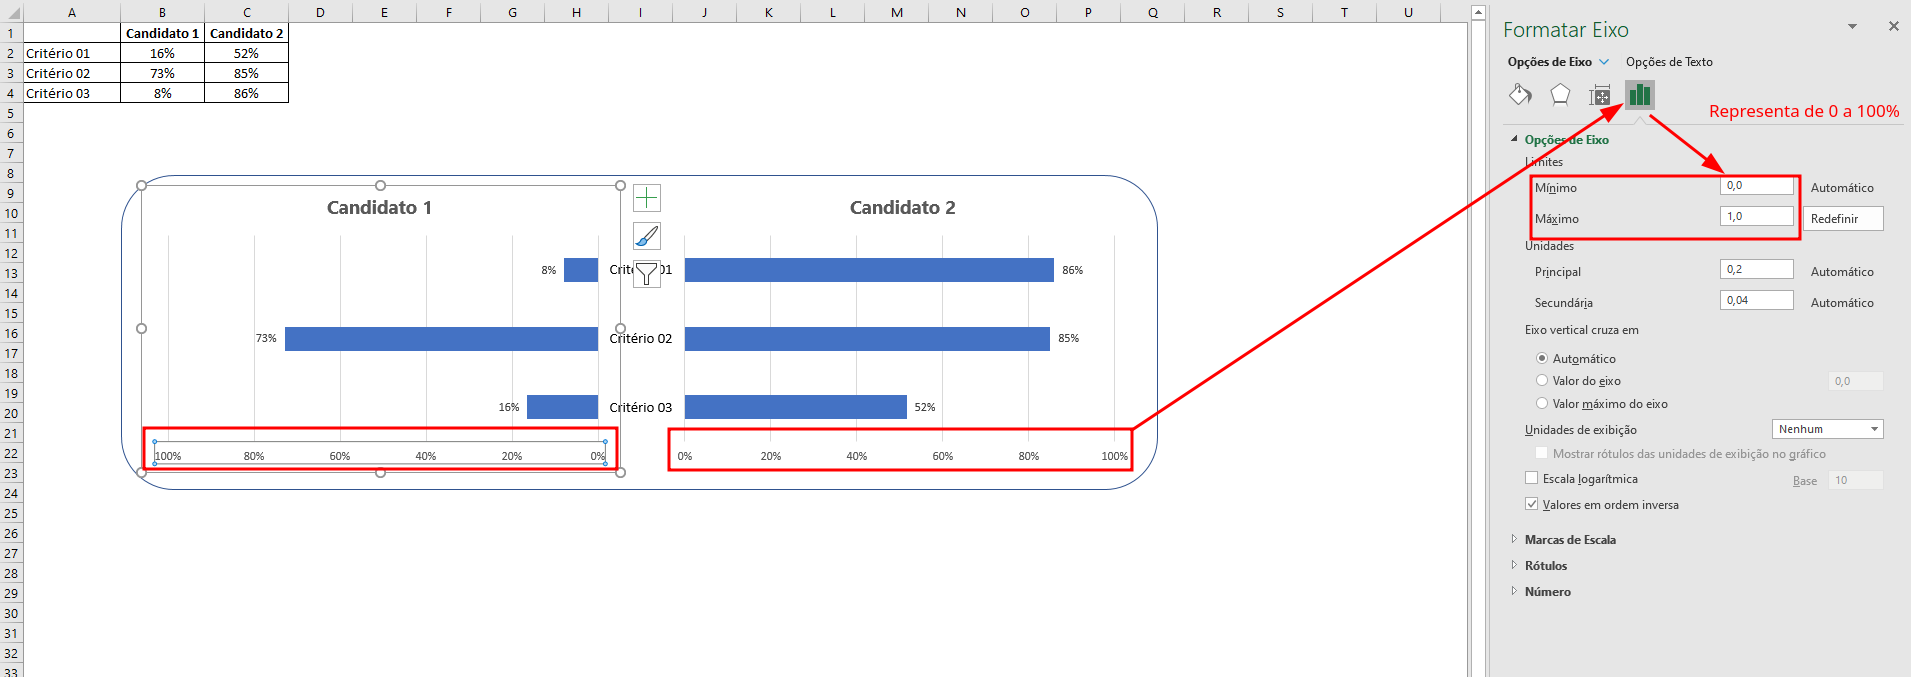 A B C D E F G H I J K L M N O P Q R S T U
1 Candidato 1 Candidato 2
2 Critério 01 16% 52%
3 Critério 02 73% 85%
4 Critério 03 8% 86%
5
6
7
8
9
10
11
12
13
14
15
16
17
18
19
20
21
22
23
24
25
26
27
28
29
30
31
32
33
Candidato 1 Candidato 2
8% Critério 01 86%
73% Critério 02 85%
16% Critério 03 52%
100% 80% 60% 40% 20% 0% 0% 20% 40% 60% 80% 100%
Formatar Eixo
Opções de Eixo Opções de Texto
Representa de 0 a 100%
Opções de Eixo
Limites
Mínimo 0,0 Automático
Máximo 1,0 Redefinir
Unidades
Principal 0,2 Automático
Secundária 0,04 Automático
Eixo vertical cruza em
Automático
Valor do eixo 0,0
Valor máximo do eixo
Unidades de exibição Nenhum
Mostrar rótulos das unidades de exibição no gráfico
Escala logarítmica Base 10
Valores em ordem inversa
Marcas de Escala
Rótulos
Número